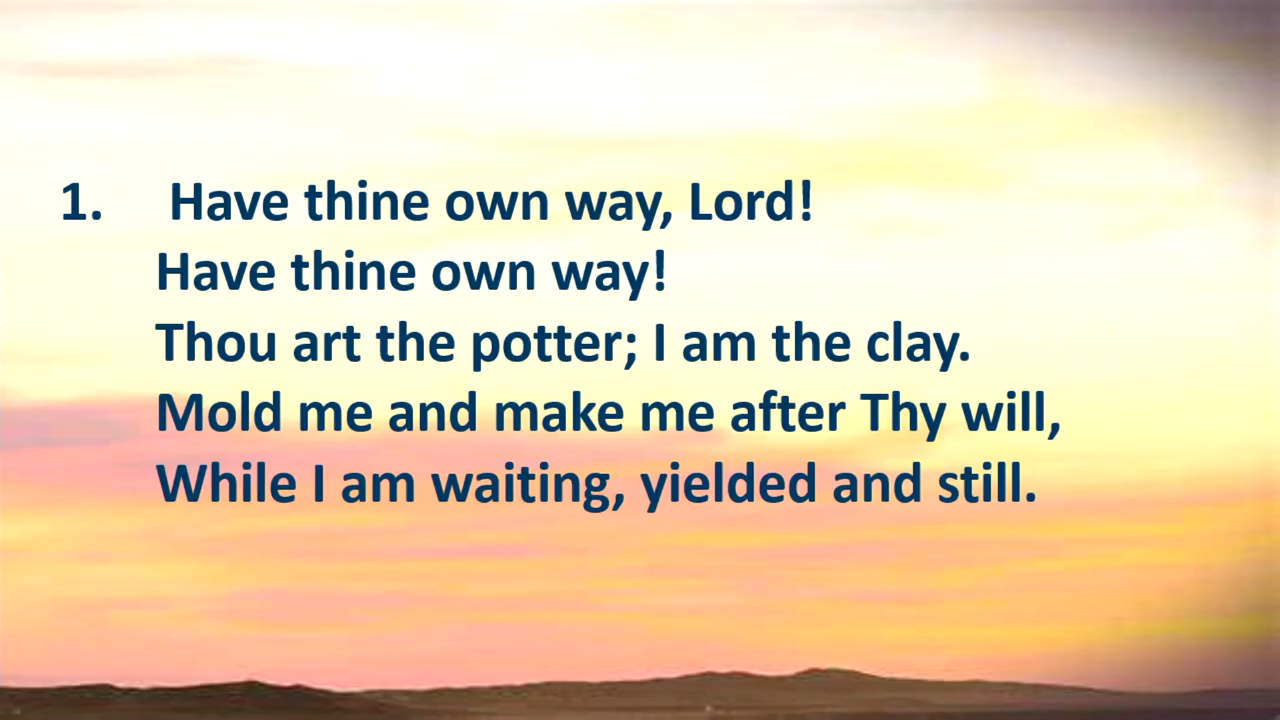 1. Have thine own way, Lord!
Have thine own way!
Thou art the potter; I am the clay.
Mold me and make me after Thy will,
While I am waiting, yielded and still.